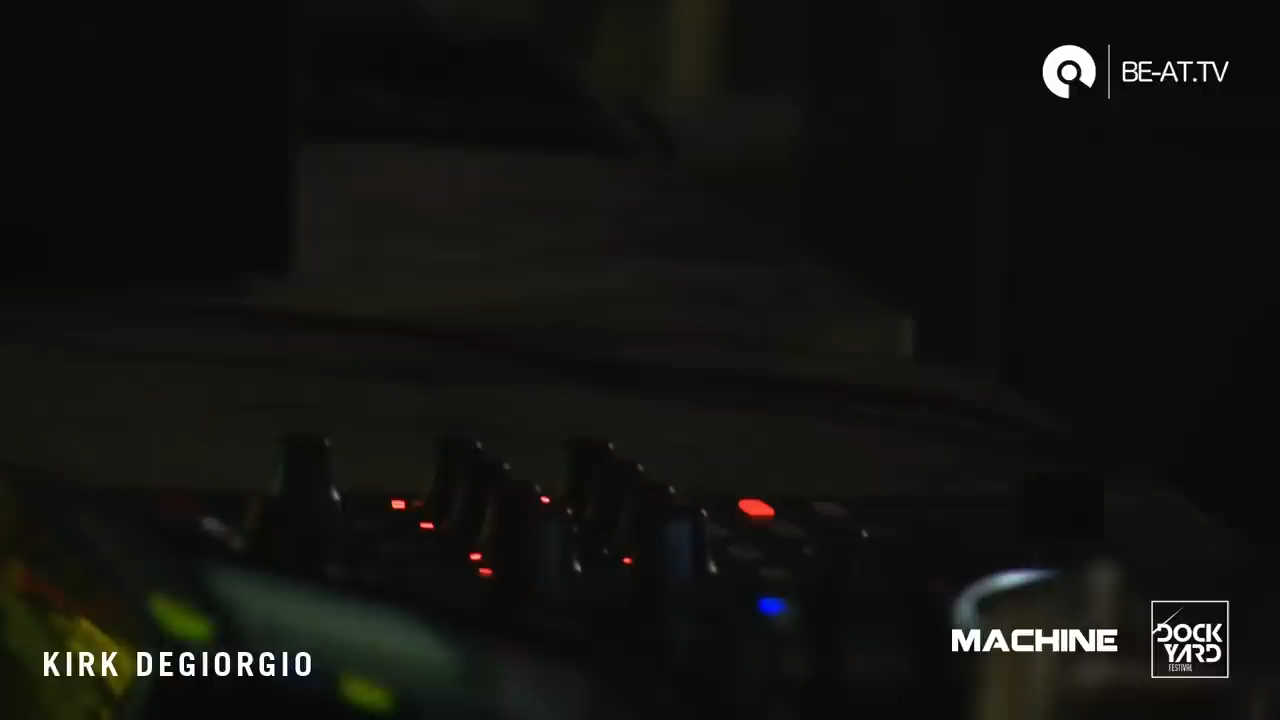 BE-AT.TV
KIRK DEGIORGIO
MACHINE
DOCK
YARD
FESTIVAL